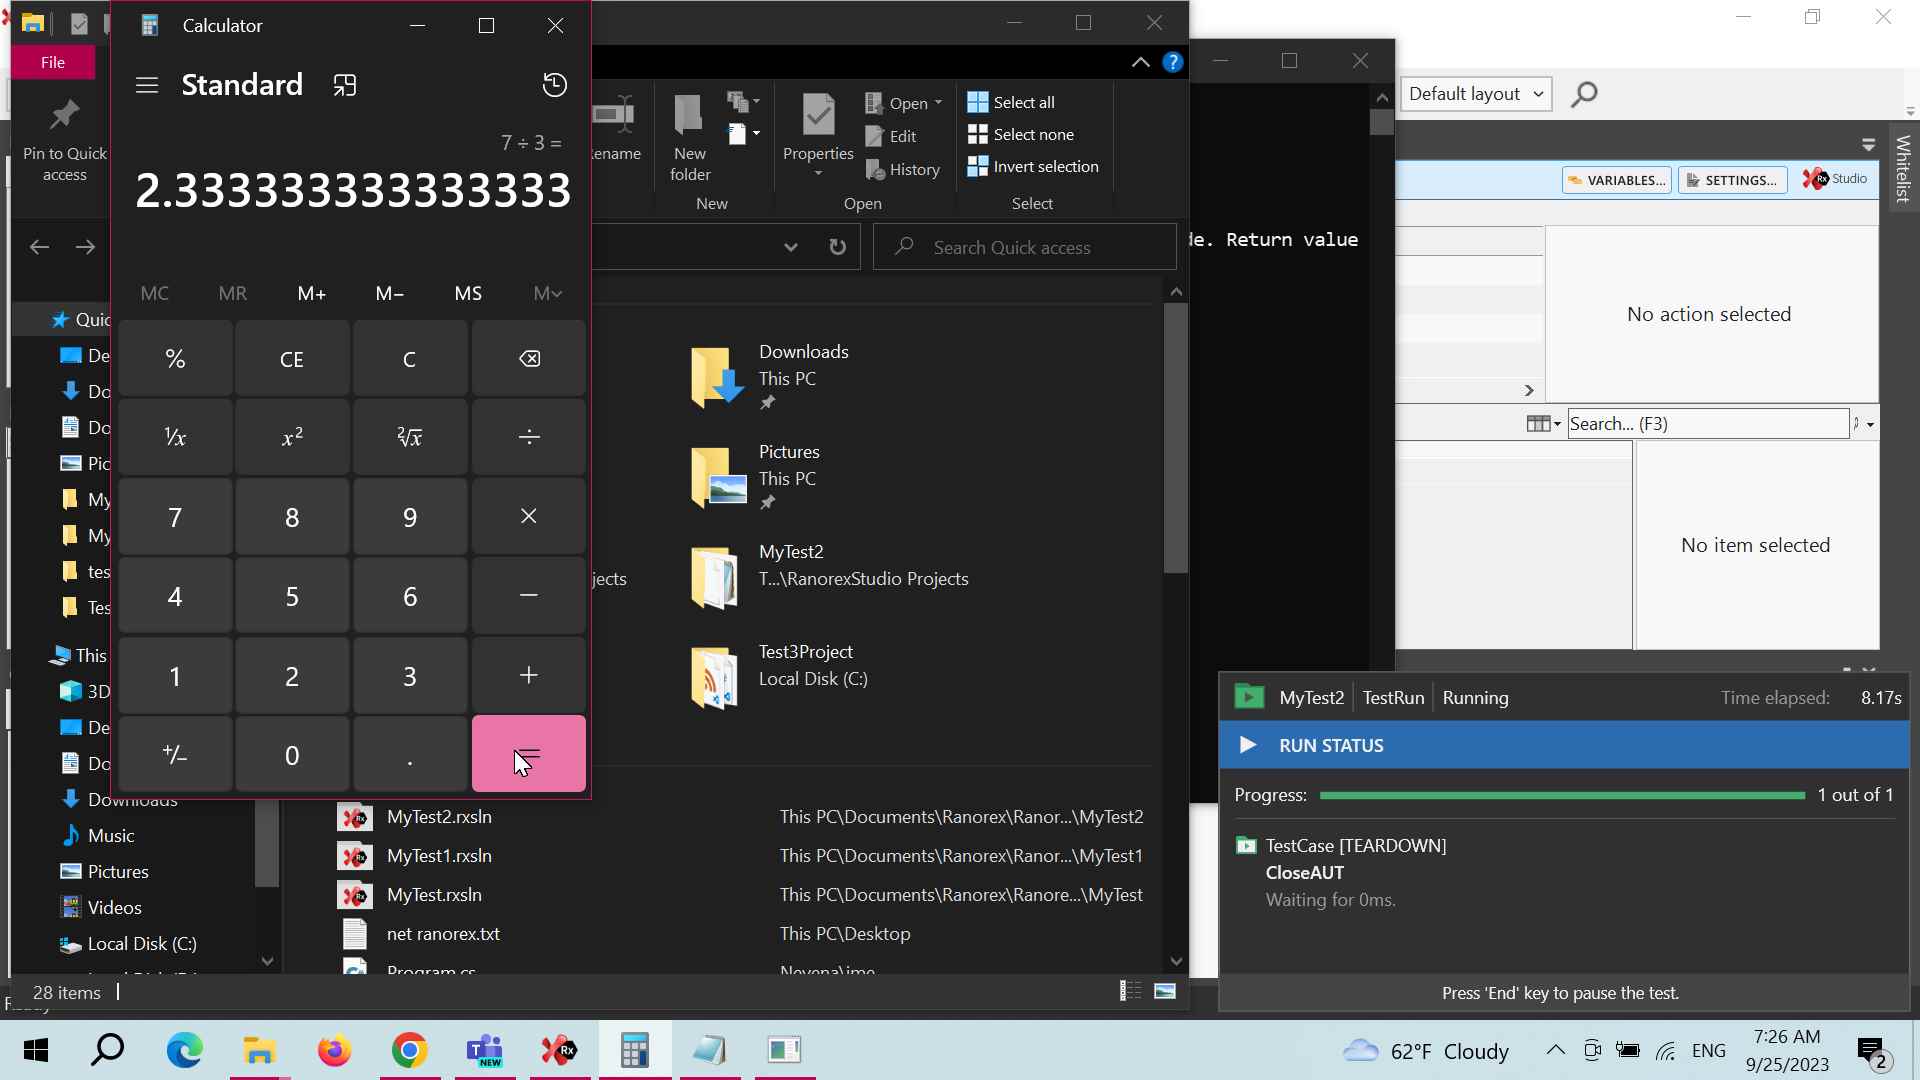 Calculator
File
Standard
7 ÷ 3 =
2.333333333333333
MC MR M+ M− MS M
% CE C
⅟x x² ²√x ÷
7 8 9 ×
4 5 6 −
1 2 3 +
+/− 0 . =
Pin to Quick
access
ename
New
folder
New
Properties
Open
Edit
History
Open
Select all
Select none
Invert selection
Select
Search Quick access
Quic
De
Do
Do
Pic
My
My
tes
Tes
This
3D
De
Do
Downloads
Music
Pictures
Videos
Local Disk (C:)
jects
Downloads
This PC
Pictures
This PC
MyTest2
T...\RanorexStudio Projects
Test3Project
Local Disk (C:)
MyTest2.rxsln This PC\Documents\Ranorex\Ranor...\MyTest2
MyTest1.rxsln This PC\Documents\Ranorex\Ranor...\MyTest1
MyTest.rxsln This PC\Documents\Ranorex\Ranore...\MyTest
net ranorex.txt This PC\Desktop
Program.cs
28 items
de. Return value
Default layout
Whitelist
VARIABLES...
SETTINGS...
Rx Studio
No action selected
Search... (F3)
No item selected
MyTest2 TestRun Running Time elapsed: 8.17s
RUN STATUS
Progress: 1 out of 1
TestCase [TEARDOWN]
CloseAUT
Waiting for 0ms.
Press 'End' key to pause the test.
NEW
Rx
62°F Cloudy
ENG
7:26 AM
9/25/2023
2